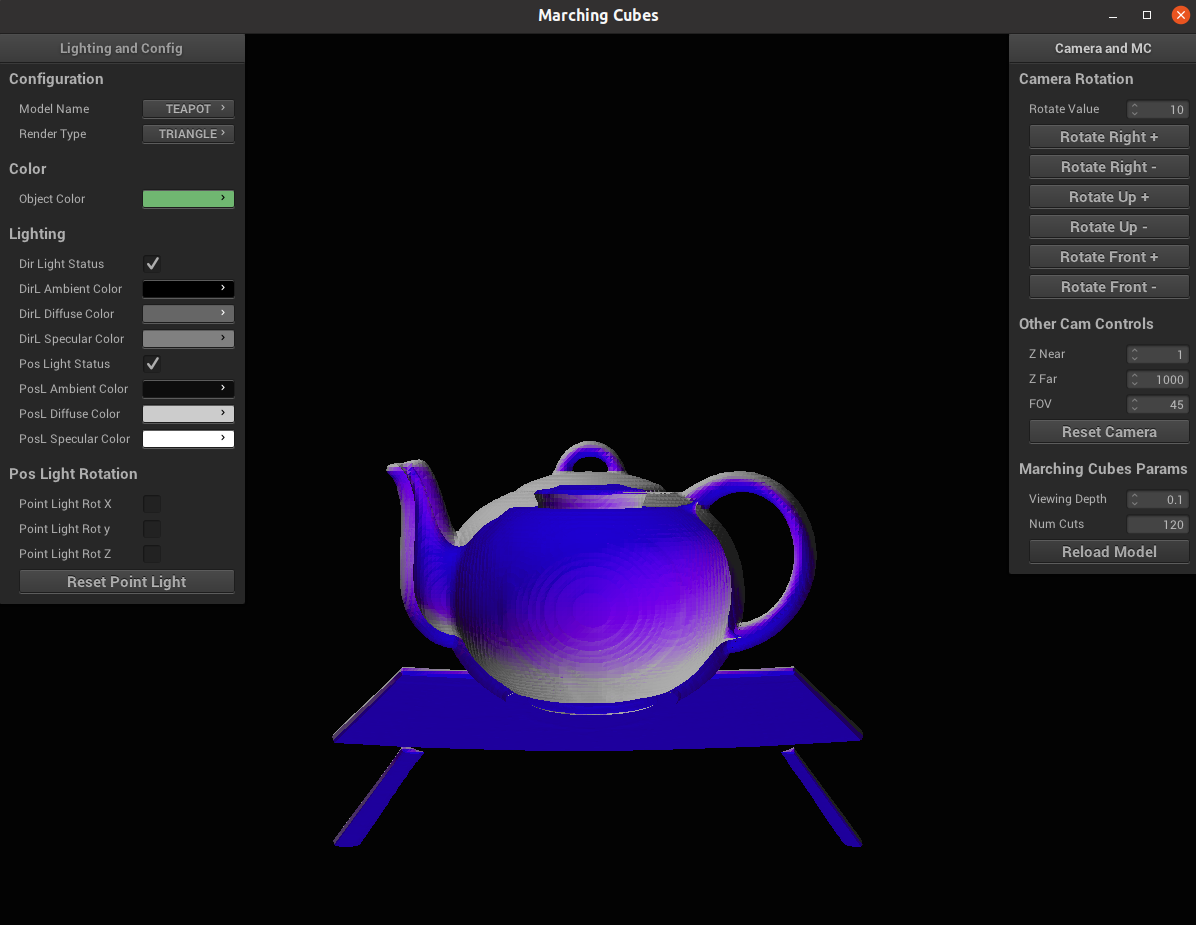 Marching Cubes
Lighting and Config
Configuration
Model Name TEAPOT
Render Type TRIANGLE
Color
Object Color
Lighting
Dir Light Status
DirL Ambient Color
DirL Diffuse Color
DirL Specular Color
Pos Light Status
PosL Ambient Color
PosL Diffuse Color
PosL Specular Color
Pos Light Rotation
Point Light Rot X
Point Light Rot y
Point Light Rot Z
Reset Point Light
Camera and MC
Camera Rotation
Rotate Value 10
Rotate Right +
Rotate Right -
Rotate Up +
Rotate Up -
Rotate Front +
Rotate Front -
Other Cam Controls
Z Near 1
Z Far 1000
FOV 45
Reset Camera
Marching Cubes Params
Viewing Depth 0.1
Num Cuts 120
Reload Model